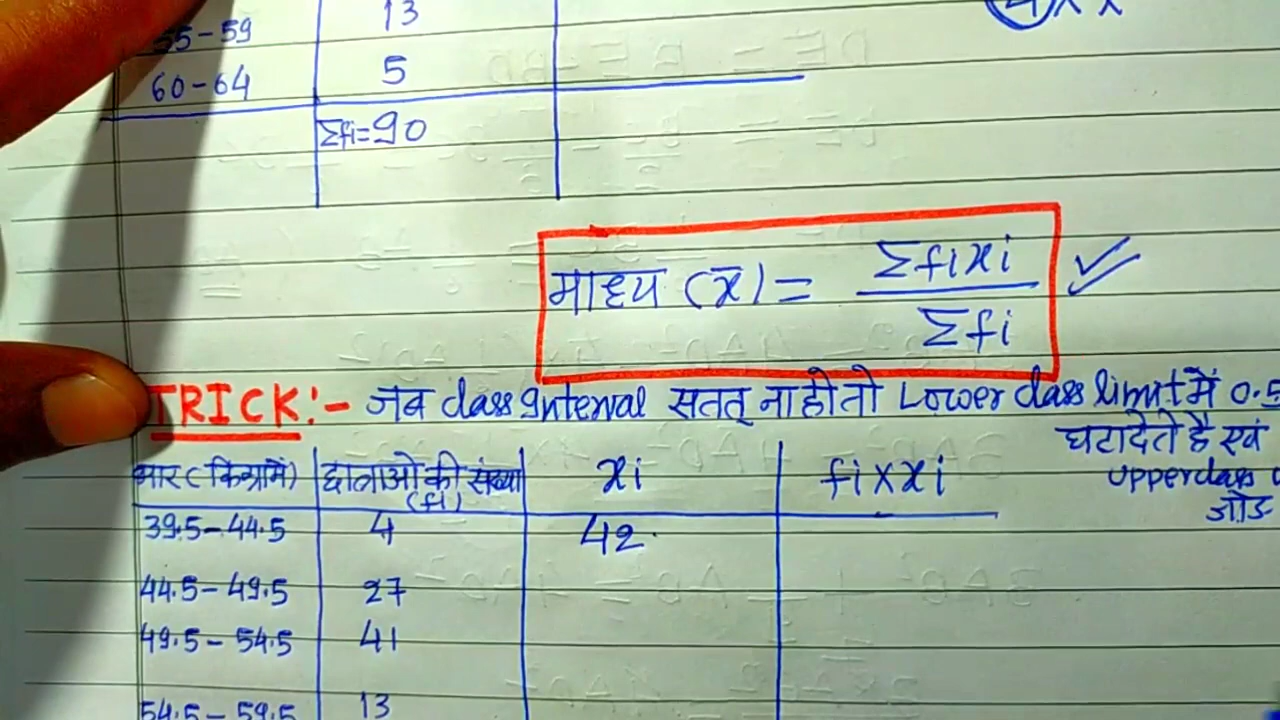 13
55-59
60-64 5
Σfi=90
माध्य (x̄) = Σfixi / Σfi
TRICK:- जब class Interval सतत् ना हो तो Lower class limit में 0.5
घटा देते है एवं
upper class
जोड
भार (किग्रा में) छात्राओ की संख्या (fi) xi fi×xi
39.5-44.5 4 42
44.5-49.5 27
49.5-54.5 41
54.5-59.5 13